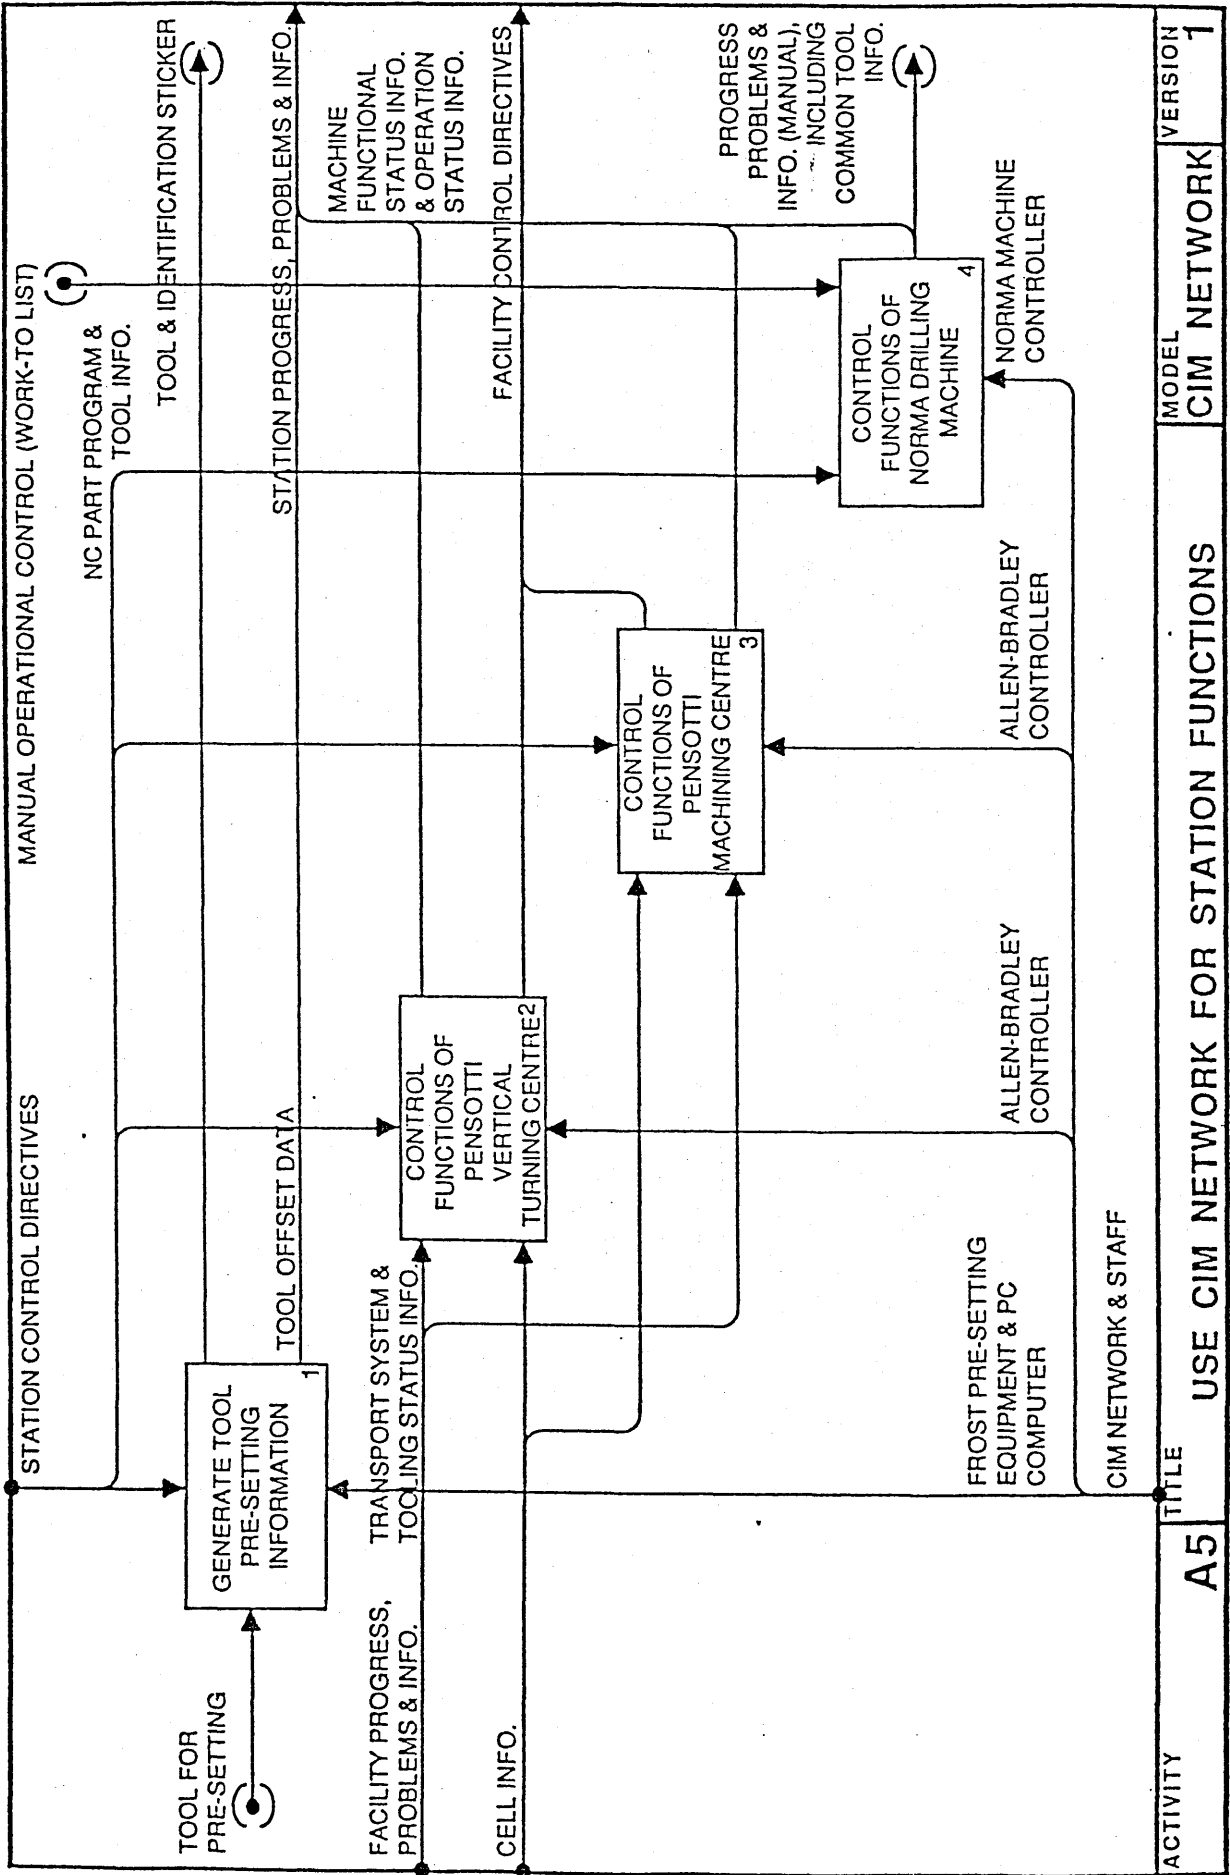 STATION CONTROL DIRECTIVES
MANUAL OPERATIONAL CONTROL (WORK-TO LIST)
NC PART PROGRAM &
TOOL INFO.
TOOL & IDENTIFICATION STICKER
STATION PROGRESS, PROBLEMS & INFO.
MACHINE
FUNCTIONAL
STATUS INFO.
& OPERATION
STATUS INFO.
FACILITY CONTROL DIRECTIVES
PROGRESS
PROBLEMS &
INFO. (MANUAL),
INCLUDING
COMMON TOOL
INFO.
TOOL FOR
PRE-SETTING
GENERATE TOOL
PRE-SETTING
INFORMATION
1
TOOL OFFSET DATA
FACILITY PROGRESS,
PROBLEMS & INFO.
TRANSPORT SYSTEM &
TOOLING STATUS INFO.
CELL INFO.
CONTROL
FUNCTIONS OF
PENSOTTI
VERTICAL
TURNING CENTRE
2
CONTROL
FUNCTIONS OF
PENSOTTI
MACHINING CENTRE
3
CONTROL
FUNCTIONS OF
NORMA DRILLING
MACHINE
4
FROST PRE-SETTING
EQUIPMENT & PC
COMPUTER
ALLEN-BRADLEY
CONTROLLER
ALLEN-BRADLEY
CONTROLLER
NORMA MACHINE
CONTROLLER
CIM NETWORK & STAFF
ACTIVITY
A5
TITLE
USE CIM NETWORK FOR STATION FUNCTIONS
MODEL
CIM NETWORK
VERSION
1